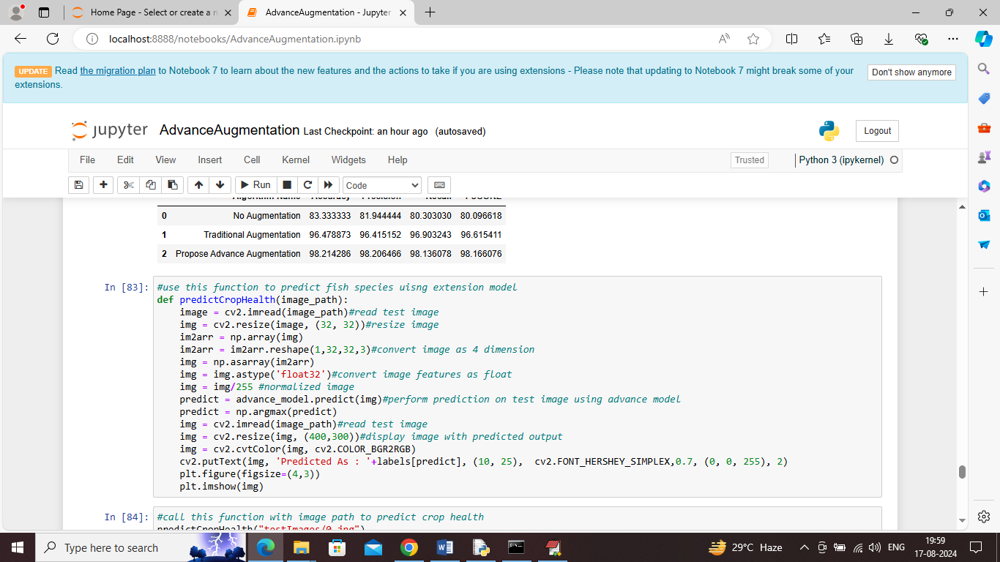 Home Page - Select or create a n
AdvanceAugmentation - Jupyter
localhost:8888/notebooks/AdvanceAugmentation.ipynb
UPDATE Read the migration plan to Notebook 7 to learn about the new features and the actions to take if you are using extensions - Please note that updating to Notebook 7 might break some of your
extensions.
Don't show anymore
jupyter AdvanceAugmentation Last Checkpoint: an hour ago (autosaved)
Logout
File Edit View Insert Cell Kernel Widgets Help
Trusted
Python 3 (ipykernel)
Run
Code
Algorithm Name Accuracy Precision Recall FSCORE
0 No Augmentation 83.333333 81.944444 80.303030 80.096618
1 Traditional Augmentation 96.478873 96.415152 96.903243 96.615411
2 Propose Advance Augmentation 98.214286 98.206466 98.136078 98.166076
In [83]: #use this function to predict fish species uisng extension model
def predictCropHealth(image_path):
    image = cv2.imread(image_path)#read test image
    img = cv2.resize(image, (32, 32))#resize image
    im2arr = np.array(img)
    im2arr = im2arr.reshape(1,32,32,3)#convert image as 4 dimension
    img = np.asarray(im2arr)
    img = img.astype('float32')#convert image features as float
    img = img/255 #normalized image
    predict = advance_model.predict(img)#perform prediction on test image using advance model
    predict = np.argmax(predict)
    img = cv2.imread(image_path)#read test image
    img = cv2.resize(img, (400,300))#display image with predicted output
    img = cv2.cvtColor(img, cv2.COLOR_BGR2RGB)
    cv2.putText(img, 'Predicted As : '+labels[predict], (10, 25),  cv2.FONT_HERSHEY_SIMPLEX,0.7, (0, 0, 255), 2)
    plt.figure(figsize=(4,3))
    plt.imshow(img)
In [84]: #call this function with image path to predict crop health
predictCropHealth("testImages/0.jpg")
Type here to search
29°C Haze
ENG
19:59
17-08-2024